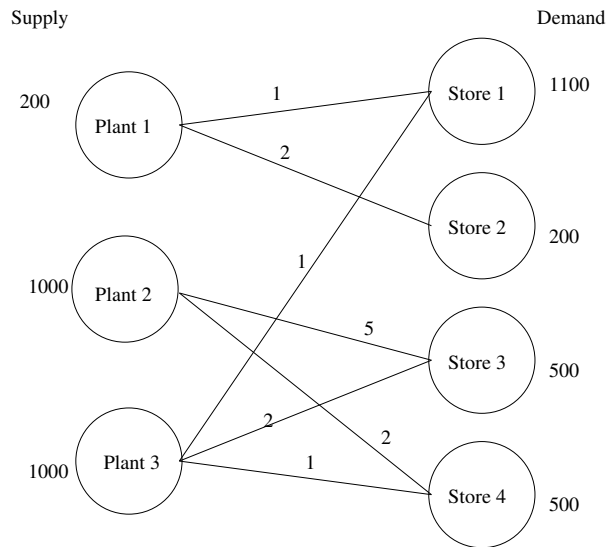 Supply
Demand
200
Plant 1
1
Store 1
1100
2
Store 2
200
1
1000
Plant 2
5
Store 3
500
2
2
1000
Plant 3
1
Store 4
500